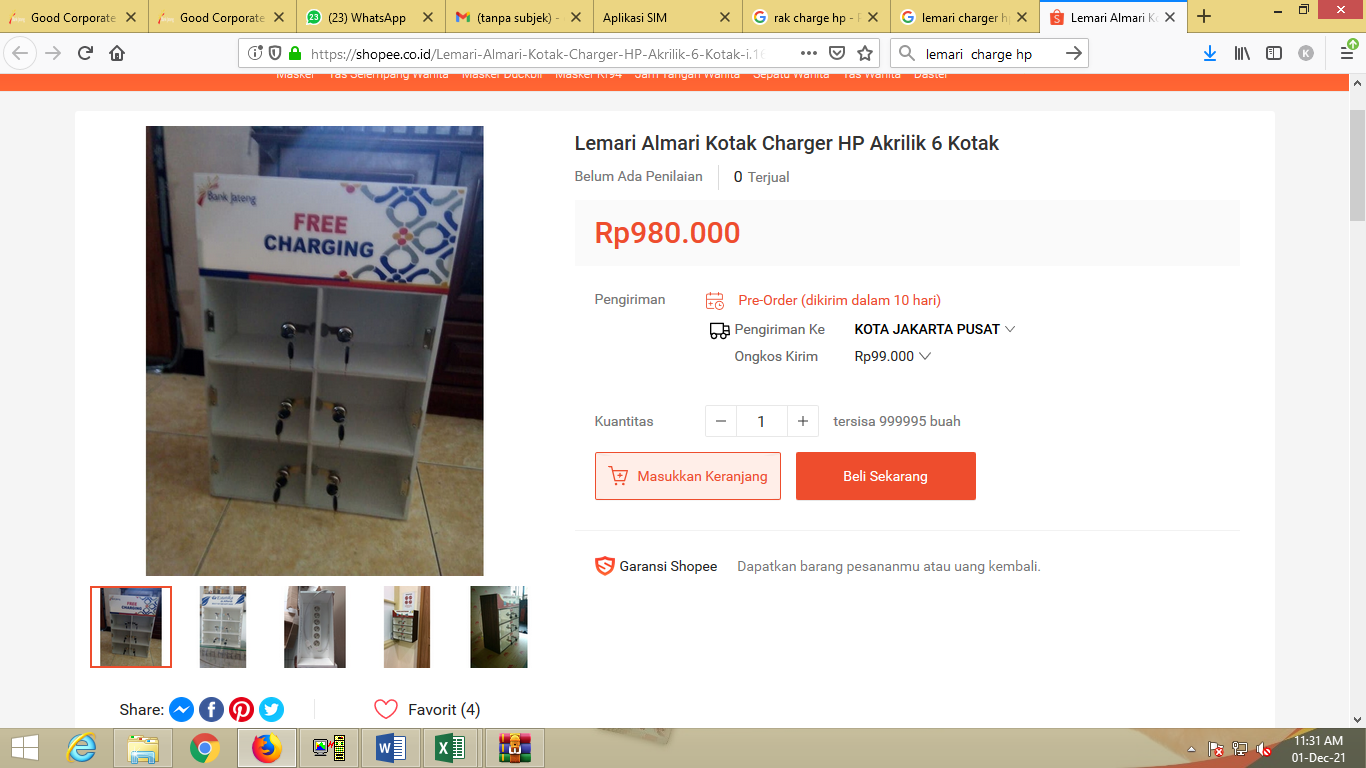 Good Corporate
Good Corporate
(23) WhatsApp
(tanpa subjek) -
Aplikasi SIM
rak charge hp - P
lemari charger hp
Lemari Almari Ko
https://shopee.co.id/Lemari-Almari-Kotak-Charger-HP-Akrilik-6-Kotak-i.16
lemari charge hp
K
Masker Tas Selempang Wanita Masker Duckbill Masker Kf94 Jam Tangan Wanita Sepatu Wanita Tas Wanita Daster
Bank Jateng
FREE
CHARGING
Lemari Almari Kotak Charger HP Akrilik 6 Kotak
Belum Ada Penilaian
0 Terjual
Rp980.000
Pengiriman
Pre-Order (dikirim dalam 10 hari)
Pengiriman Ke KOTA JAKARTA PUSAT
Ongkos Kirim Rp99.000
Kuantitas
1
tersisa 999995 buah
Masukkan Keranjang
Beli Sekarang
Garansi Shopee Dapatkan barang pesananmu atau uang kembali.
FREE
CHARGING
Share:
Favorit (4)
11:31 AM
01-Dec-21